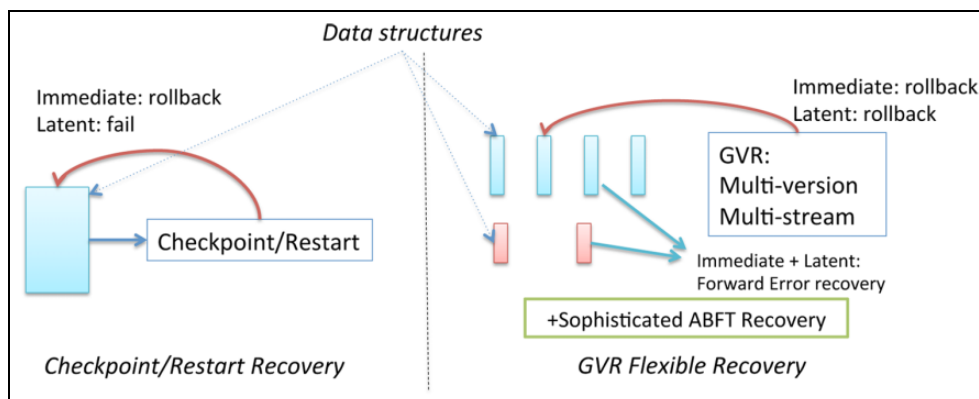 Data structures
Immediate: rollback
Latent: fail
Checkpoint/Restart
Checkpoint/Restart Recovery
Immediate: rollback
Latent: rollback
GVR:
Multi-version
Multi-stream
Immediate + Latent:
Forward Error recovery
+Sophisticated ABFT Recovery
GVR Flexible Recovery